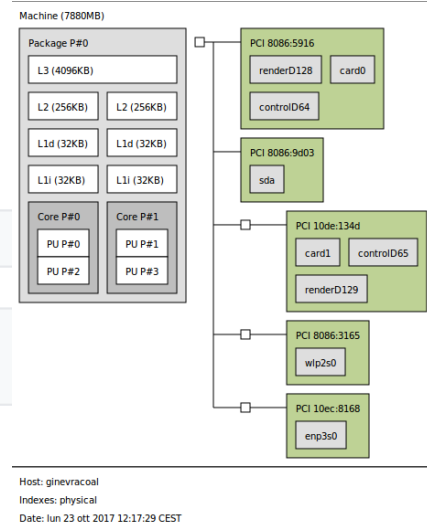 Machine (7880MB)
Package P#0
L3 (4096KB)
L2 (256KB) L2 (256KB)
L1d (32KB) L1d (32KB)
L1i (32KB) L1i (32KB)
Core P#0 Core P#1
PU P#0 PU P#1
PU P#2 PU P#3
PCI 8086:5916
renderD128 card0
controlD64
PCI 8086:9d03
sda
PCI 10de:134d
card1 controlD65
renderD129
PCI 8086:3165
wlp2s0
PCI 10ec:8168
enp3s0
Host: ginevracoal
Indexes: physical
Date: lun 23 ott 2017 12:17:29 CEST